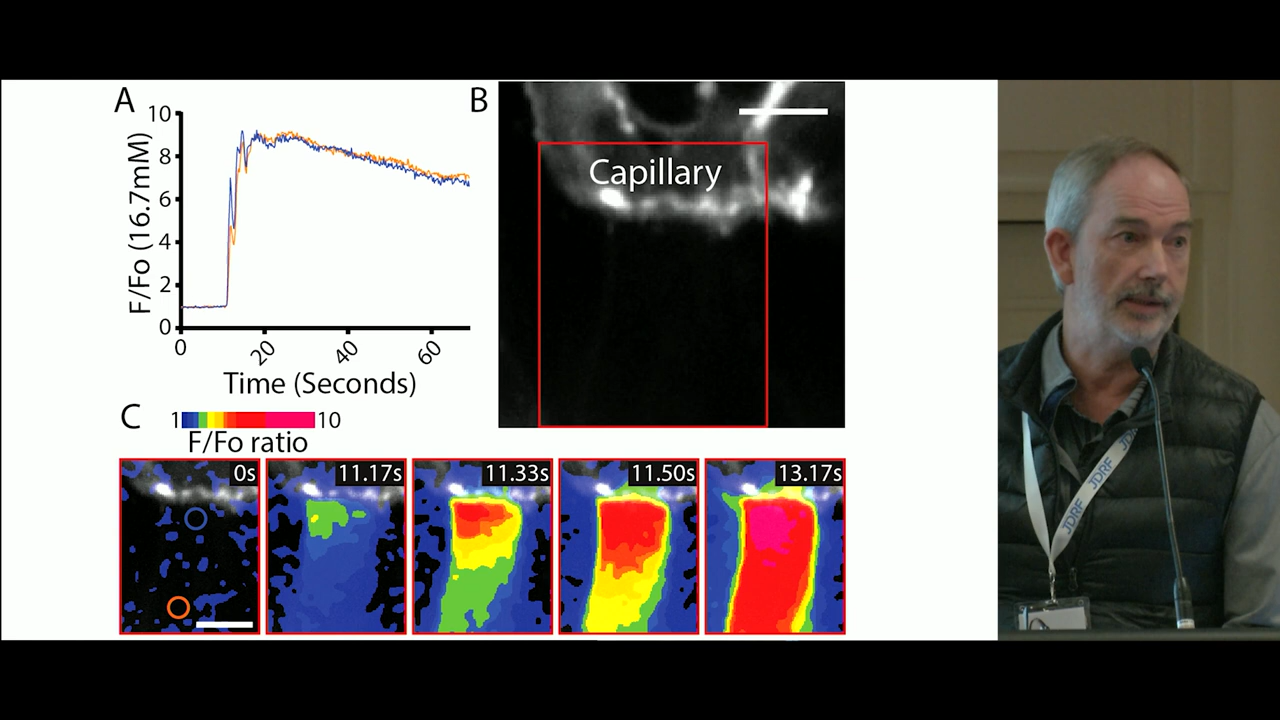 A
B
10
8
6
4
2
0
F/Fo (16.7mM)
0
20
40
60
Time (Seconds)
Capillary
C
1
10
F/Fo ratio
0s
11.17s
11.33s
11.50s
13.17s
JDRF
JDRF
JDRF